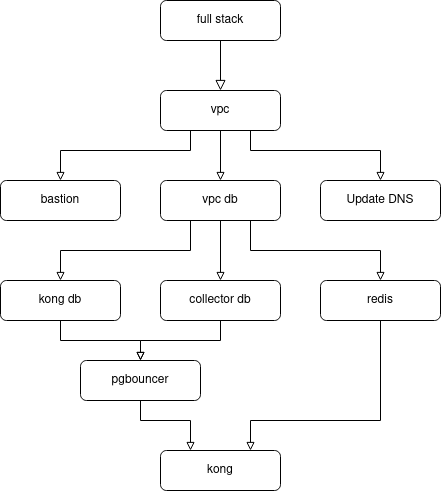 full stack
vpc
bastion
vpc db
Update DNS
kong db
collector db
redis
pgbouncer
kong